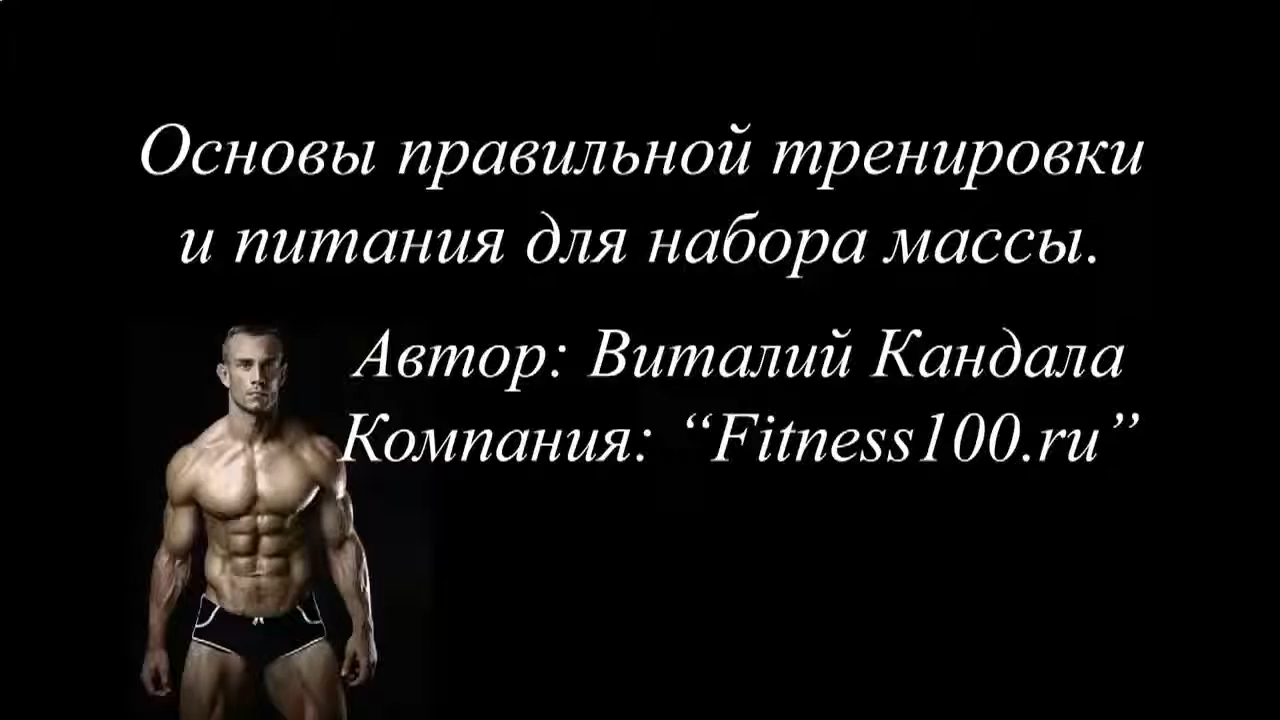 Основы правильной тренировки
и питания для набора массы.
Автор: Виталий Кандала
Компания: “Fitness100.ru”